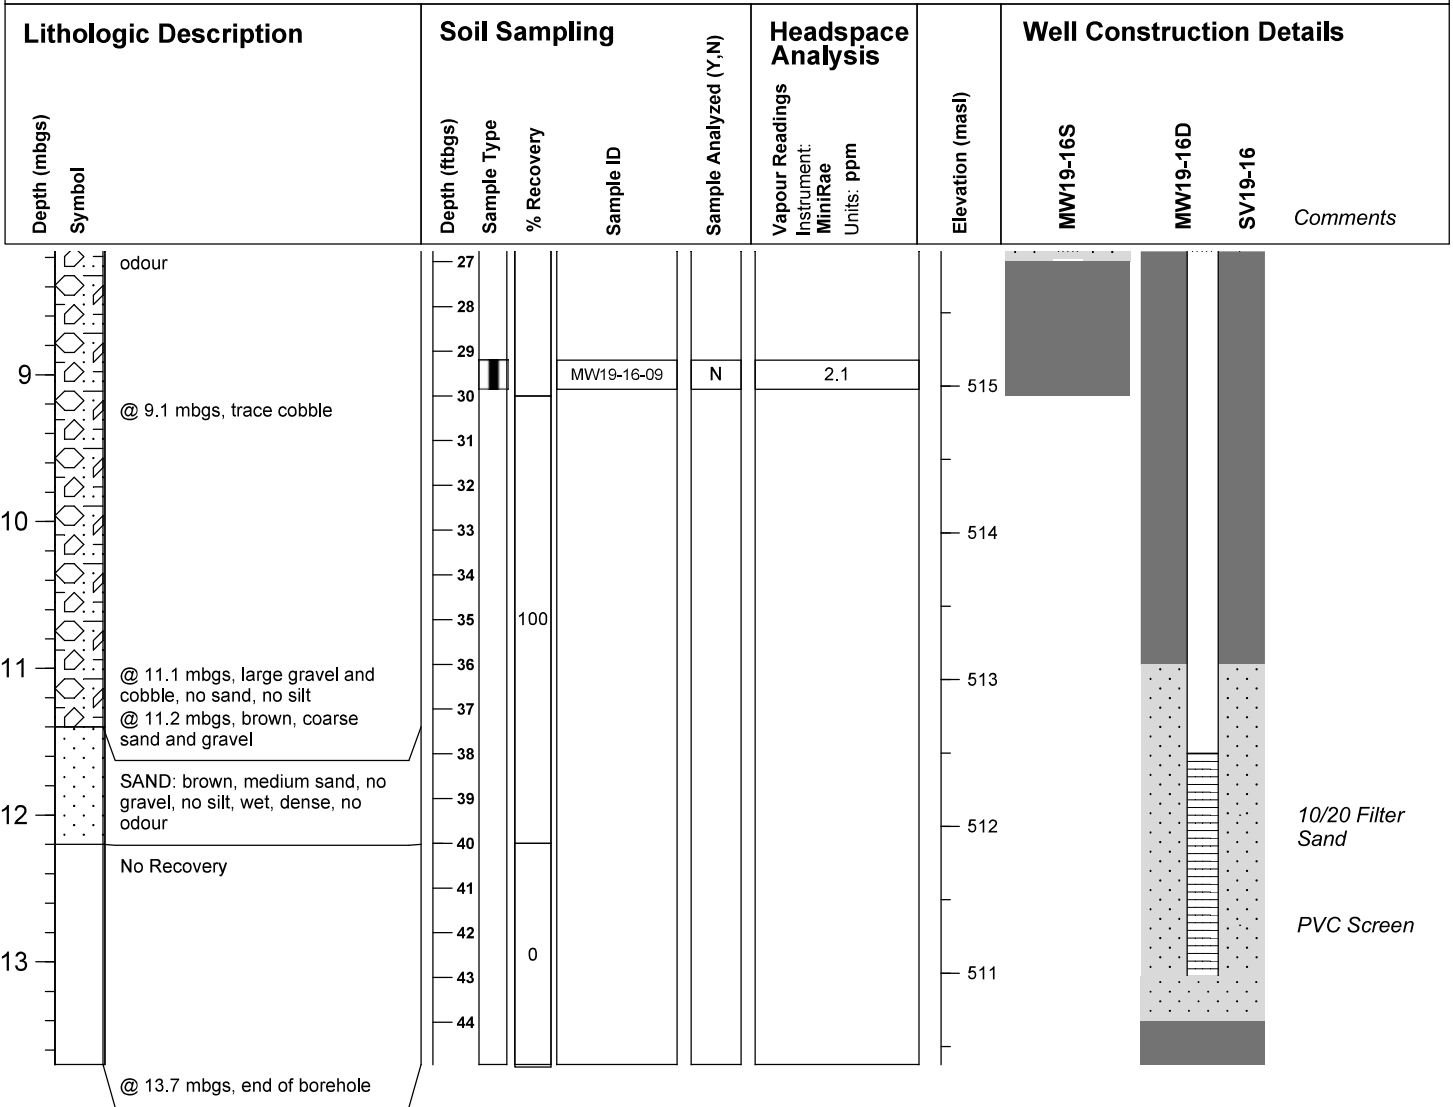 Lithologic Description
Soil Sampling
Headspace
Analysis
Well Construction Details
Depth (mbgs)
Symbol
Depth (ftbgs)
Sample Type
% Recovery
Sample ID
Sample Analyzed (Y,N)
Vapour Readings
Instrument:
MiniRae
Units: ppm
Elevation (masl)
MW19-16S
MW19-16D
SV19-16
Comments
odour
27
28
29
9
MW19-16-09
N
2.1
515
30
@ 9.1 mbgs, trace cobble
31
32
33
10
514
34
35
100
36
11
@ 11.1 mbgs, large gravel and
cobble, no sand, no silt
513
37
@ 11.2 mbgs, brown, coarse
sand and gravel
38
SAND: brown, medium sand, no
gravel, no silt, wet, dense, no
odour
39
12
512
10/20 Filter
Sand
40
No Recovery
41
42
PVC Screen
0
13
43
511
44
@ 13.7 mbgs, end of borehole